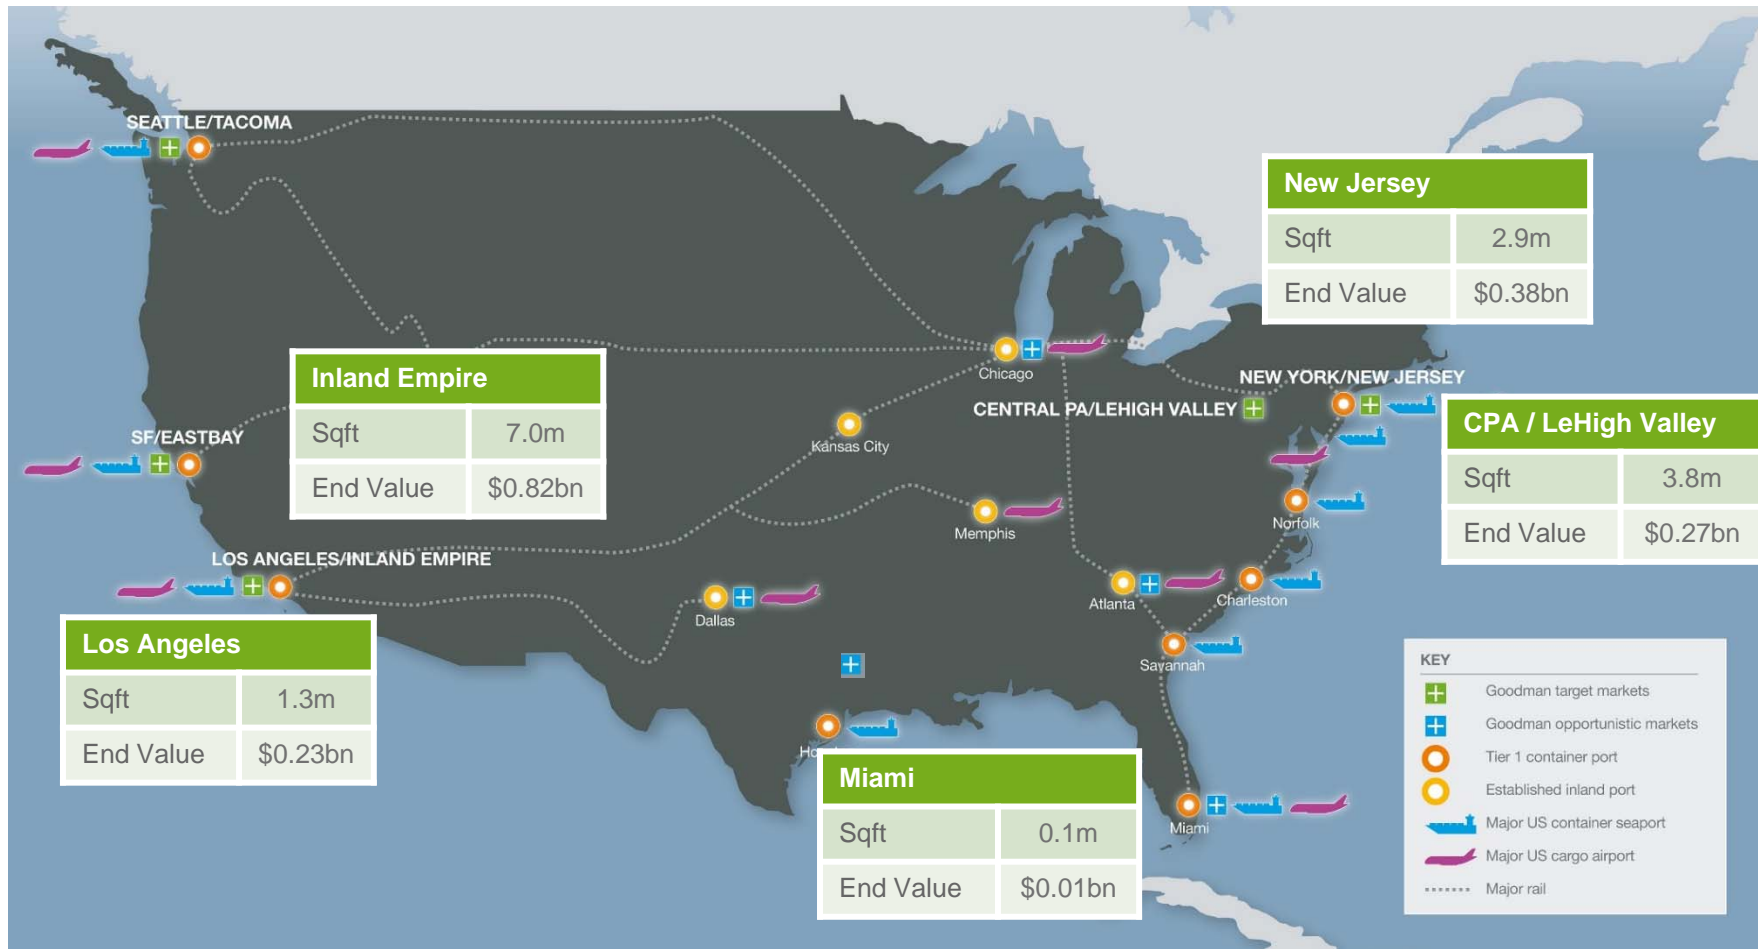 SEATTLE/TACOMA
New Jersey
Sqft 2.9m
End Value $0.38bn
Chicago
Inland Empire
Sqft 7.0m
End Value $0.82bn
NEW YORK/NEW JERSEY
CENTRAL PA/LEHIGH VALLEY
CPA / LeHigh Valley
Sqft 3.8m
End Value $0.27bn
SF/EASTBAY
Kansas City
Memphis
Norfolk
LOS ANGELES/INLAND EMPIRE
Dallas
Atlanta
Charleston
Savannah
Los Angeles
Sqft 1.3m
End Value $0.23bn
Miami
Sqft 0.1m
End Value $0.01bn
Miami
KEY
Goodman target markets
Goodman opportunistic markets
Tier 1 container port
Established inland port
Major US container seaport
Major US cargo airport
Major rail